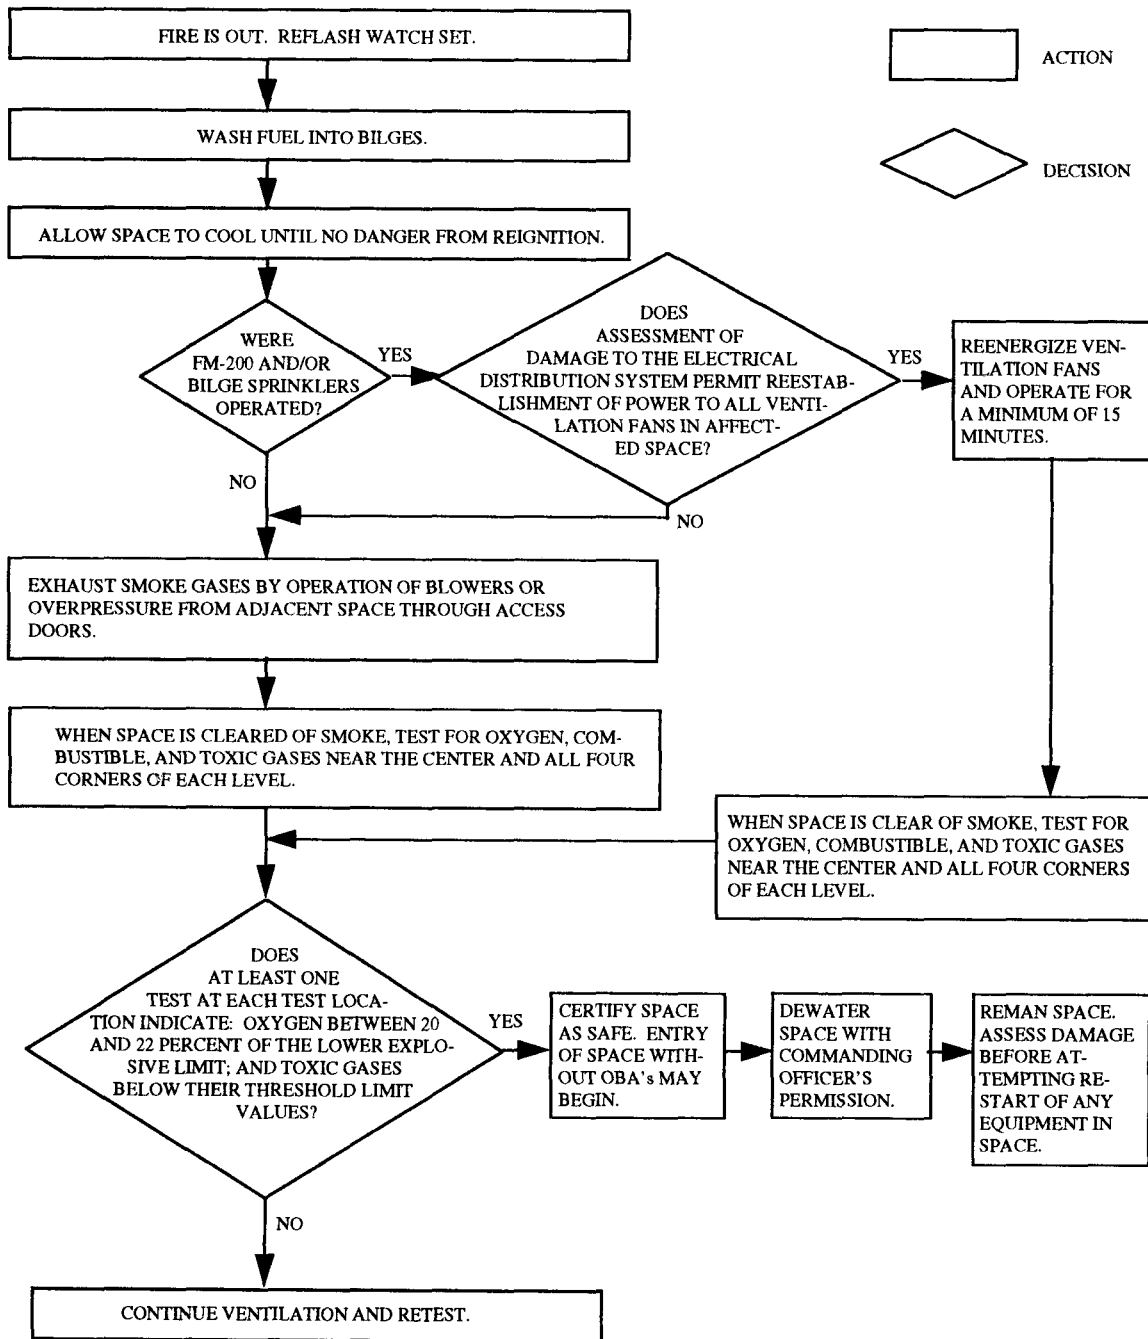 FIRE IS OUT. REFLASH WATCH SET.
ACTION
WASH FUEL INTO BILGES.
DECISION
ALLOW SPACE TO COOL UNTIL NO DANGER FROM REIGNITION.
WERE
FM-200 AND/OR
BILGE SPRINKLERS
OPERATED?
YES
NO
DOES
ASSESSMENT OF
DAMAGE TO THE ELECTRICAL
DISTRIBUTION SYSTEM PERMIT REESTAB-
LISHMENT OF POWER TO ALL VENTI-
LATION FANS IN AFFECT-
ED SPACE?
YES
NO
REENERGIZE VEN-
TILATION FANS
AND OPERATE FOR
A MINIMUM OF 15
MINUTES.
EXHAUST SMOKE GASES BY OPERATION OF BLOWERS OR
OVERPRESSURE FROM ADJACENT SPACE THROUGH ACCESS
DOORS.
WHEN SPACE IS CLEARED OF SMOKE, TEST FOR OXYGEN, COM-
BUSTIBLE, AND TOXIC GASES NEAR THE CENTER AND ALL FOUR
CORNERS OF EACH LEVEL.
WHEN SPACE IS CLEAR OF SMOKE, TEST FOR
OXYGEN, COMBUSTIBLE, AND TOXIC GASES
NEAR THE CENTER AND ALL FOUR CORNERS
OF EACH LEVEL.
DOES
AT LEAST ONE
TEST AT EACH TEST LOCA-
TION INDICATE: OXYGEN BETWEEN 20
AND 22 PERCENT OF THE LOWER EXPLO-
SIVE LIMIT; AND TOXIC GASES
BELOW THEIR THRESHOLD LIMIT
VALUES?
YES
CERTIFY SPACE
AS SAFE. ENTRY
OF SPACE WITH-
OUT OBA's MAY
BEGIN.
DEWATER
SPACE WITH
COMMANDING
OFFICER'S
PERMISSION.
REMAN SPACE.
ASSESS DAMAGE
BEFORE AT-
TEMPTING RE-
START OF ANY
EQUIPMENT IN
SPACE.
NO
CONTINUE VENTILATION AND RETEST.